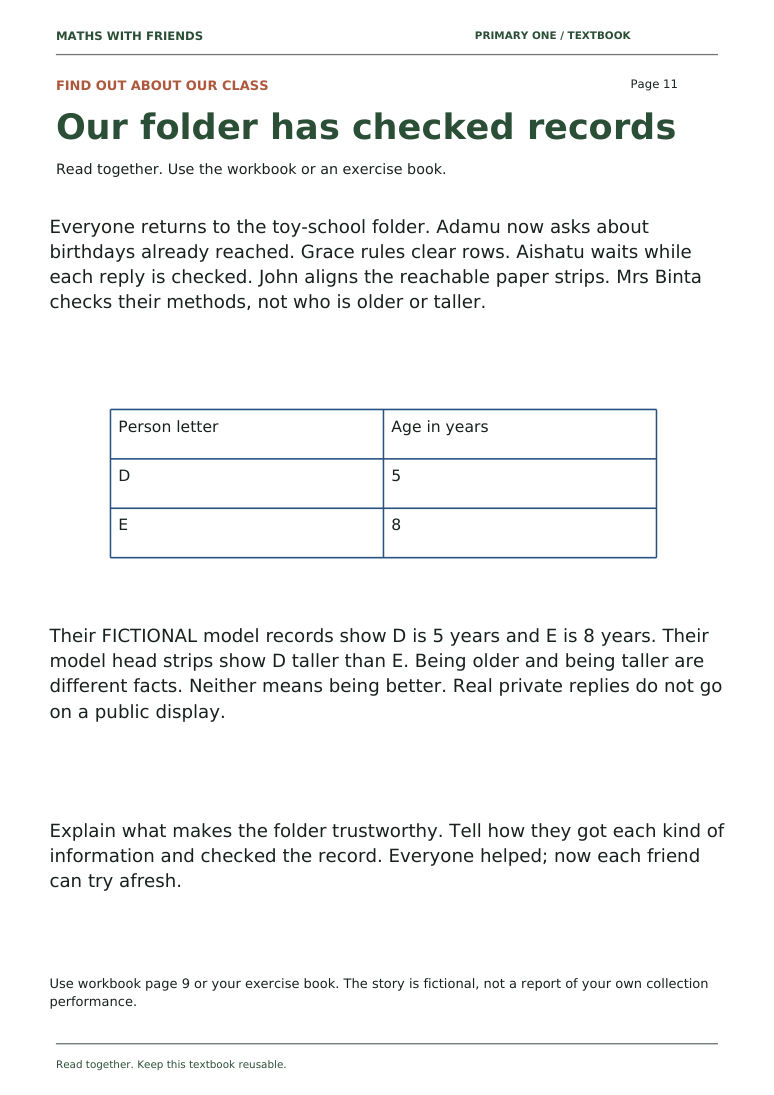 MATHS WITH FRIENDS
PRIMARY ONE / TEXTBOOK
FIND OUT ABOUT OUR CLASS
Page 11
Our folder has checked records
Read together. Use the workbook or an exercise book.
Everyone returns to the toy-school folder. Adamu now asks about
birthdays already reached. Grace rules clear rows. Aishatu waits while
each reply is checked. John aligns the reachable paper strips. Mrs Binta
checks their methods, not who is older or taller.
Person letter
Age in years
D
5
E
8
Their FICTIONAL model records show D is 5 years and E is 8 years. Their
model head strips show D taller than E. Being older and being taller are
different facts. Neither means being better. Real private replies do not go
on a public display.
Explain what makes the folder trustworthy. Tell how they got each kind of
information and checked the record. Everyone helped; now each friend
can try afresh.
Use workbook page 9 or your exercise book. The story is fictional, not a report of your own collection
performance.
Read together. Keep this textbook reusable.